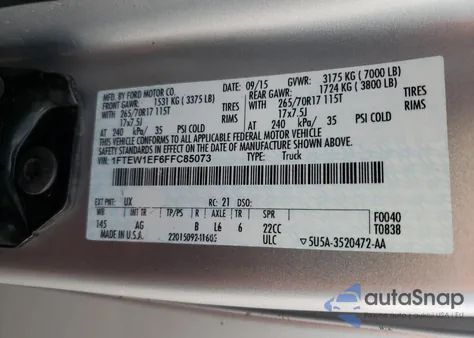 MFD. BY FORD MOTOR CO.
09/15 GVWR: 3175 KG ( 7000 LB)
FRONT GAWR: 1531 KG ( 3375 LB)
REAR GAWR: 1724 KG ( 3800 LB)
WITH 265/70R17 115T TIRES
WITH 265/70R17 115T TIRES
17x7.5J RIMS
17x7.5J RIMS
AT 240 kPa/ 35 PSI COLD
AT 240 kPa/ 35 PSI COLD
THIS VEHICLE CONFORMS TO ALL APPLICABLE FEDERAL MOTOR VEHICLE
SAFETY STANDARDS IN EFFECT ON THE DATE OF MANUFACTURE SHOWN ABOVE.
VIN: 1FTEW1EF6FFC85073 TYPE: Truck
EXT PNT: UX RC: 21 DSO:
WB INT TR TP/PS R AXLE TR SPR
145 AG B L6 6 22CC
F0040
T0838
MADE IN U.S.A. ULC
▽5U5A-3520472-AA
autoSnap